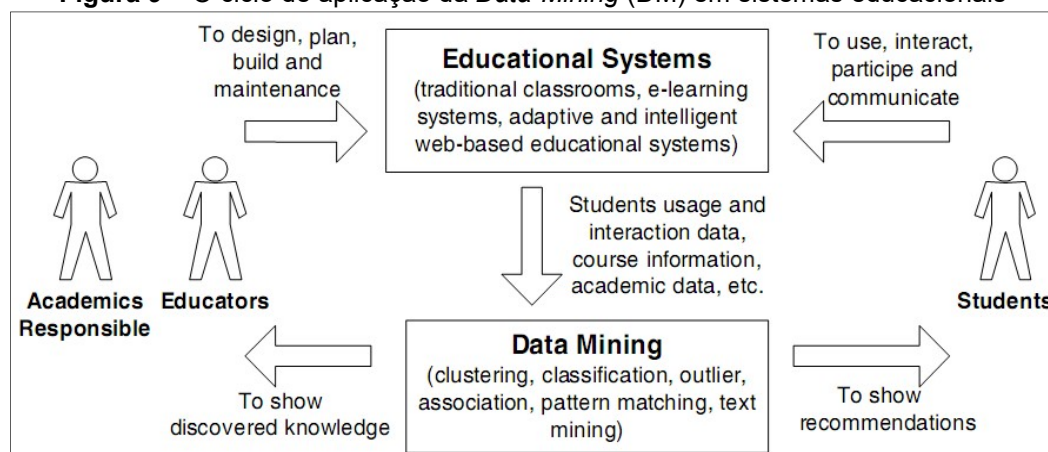 Figura – O ciclo de aplicação da Data Mining (DM) em sistemas educacionais
To design, plan,
build and
maintenance
Educational Systems
(traditional classrooms, e-learning
systems, adaptive and intelligent
web-based educational systems)
To use, interact,
participe and
communicate
Students usage and
interaction data,
course information,
academic data, etc.
Academics
Responsible
Educators
Students
Data Mining
(clustering, classification, outlier,
association, pattern matching, text
mining)
To show
discovered knowledge
To show
recommendations